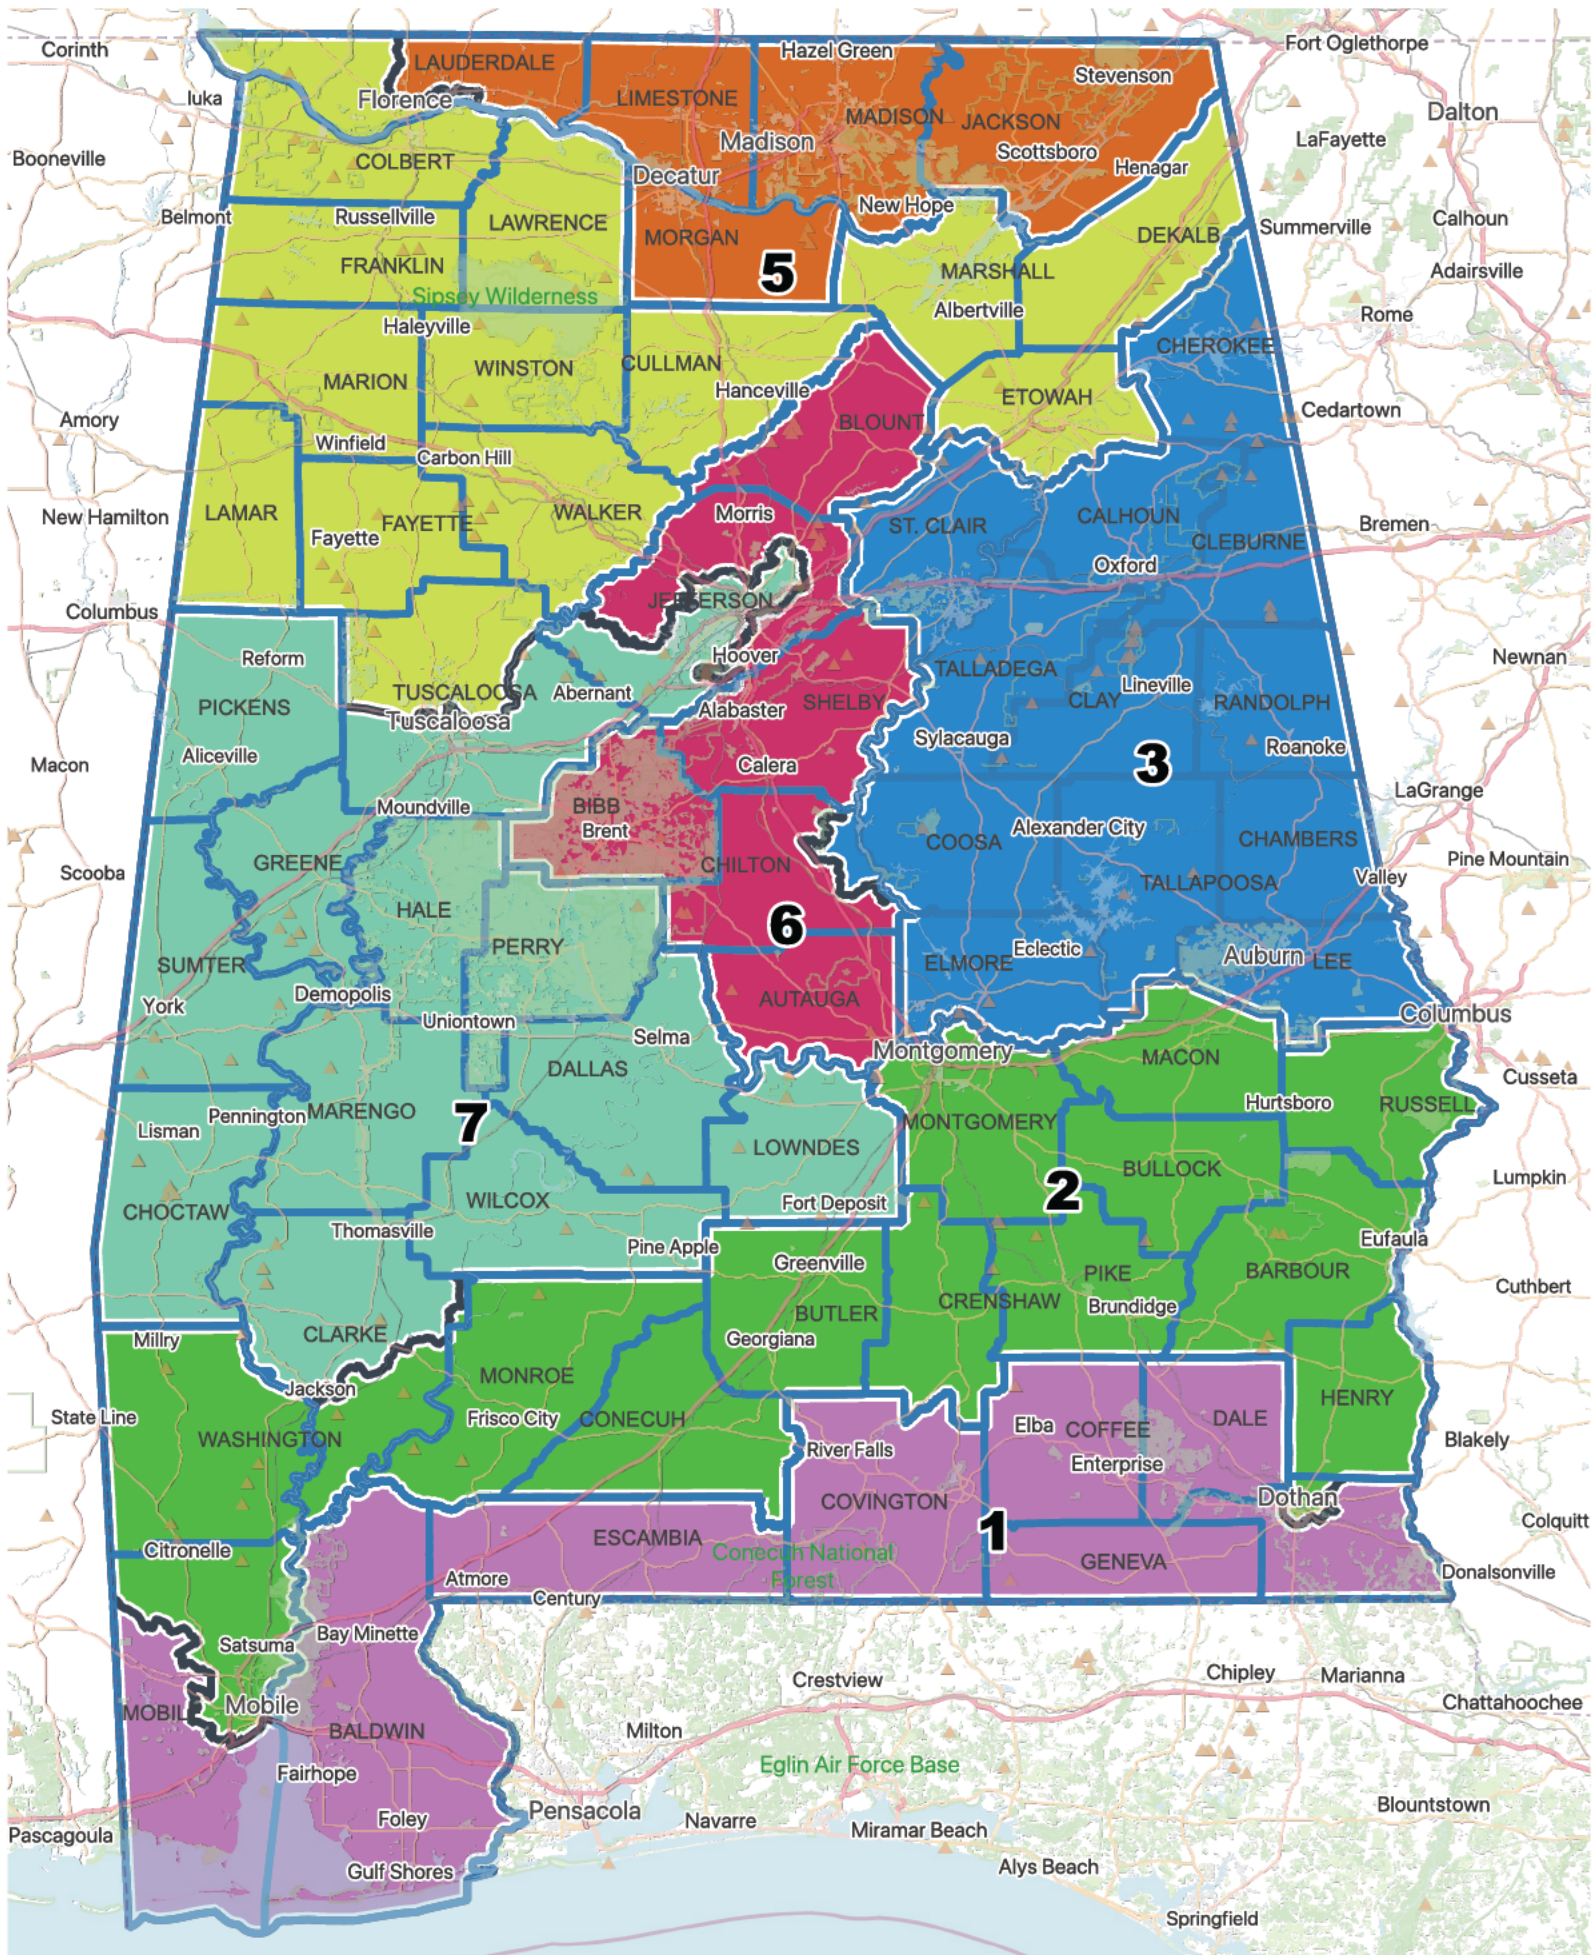 Corinth
Hazel Green
Fort Oglethorpe
LAUDERDALE
Stevenson
Iuka
Florence
LIMESTONE
MADISON
JACKSON
Dalton
Madison
LaFayette
Booneville
COLBERT
Scottsboro
Henagar
Decatur
Belmont
Russellville
LAWRENCE
New Hope
Calhoun
Summerville
MORGAN
DEKALB
FRANKLIN
5
MARSHALL
Adairsville
Sipsey Wilderness
Albertville
Rome
Haleyville
CHEROKEE
MARION
WINSTON
CULLMAN
Hanceville
ETOWAH
Cedartown
Amory
BLOUNT
Winfield
Carbon Hill
LAMAR
New Hamilton
FAYETTE
WALKER
Morris
ST. CLAIR
CALHOUN
Bremen
Fayette
CLEBURNE
Oxford
Columbus
JEFFERSON
Reform
Hoover
Newnan
TALLADEGA
TUSCALOOSA
Abernant
Lineville
PICKENS
Alabaster
SHELBY
CLAY
RANDOLPH
Tuscaloosa
Sylacauga
Roanoke
Aliceville
Macon
Calera
3
LaGrange
Moundville
BIBB
Brent
Alexander City
COOSA
CHAMBERS
GREENE
CHILTON
Pine Mountain
Scooba
Valley
TALLAPOOSA
HALE
6
PERRY
Eclectic
Auburn
LEE
SUMTER
ELMORE
Demopolis
York
AUTAUGA
Columbus
Uniontown
Selma
Montgomery
MACON
DALLAS
Cusseta
Pennington
MARENGO
7
Hurtsboro
RUSSELL
Lisman
MONTGOMERY
LOWNDES
BULLOCK
Lumpkin
CHOCTAW
WILCOX
Fort Deposit
2
Thomasville
Pine Apple
Eufaula
Greenville
PIKE
BARBOUR
Cuthbert
CRENSHAW
Brundidge
BUTLER
CLARKE
Millry
Georgiana
MONROE
Jackson
HENRY
State Line
Frisco City
CONECUH
Elba
COFFEE
DALE
WASHINGTON
River Falls
Blakely
Enterprise
COVINGTON
Dothan
ESCAMBIA
1
Colquitt
Citronelle
Conecuh National
Forest
GENEVA
Atmore
Century
Donalsonville
Satsuma
Bay Minette
Crestview
Chipley
Marianna
MOBIL
Mobile
Chattahoochee
BALDWIN
Milton
Fairhope
Eglin Air Force Base
Foley
Pensacola
Navarre
Miramar Beach
Blountstown
Pascagoula
Gulf Shores
Alys Beach
Springfield